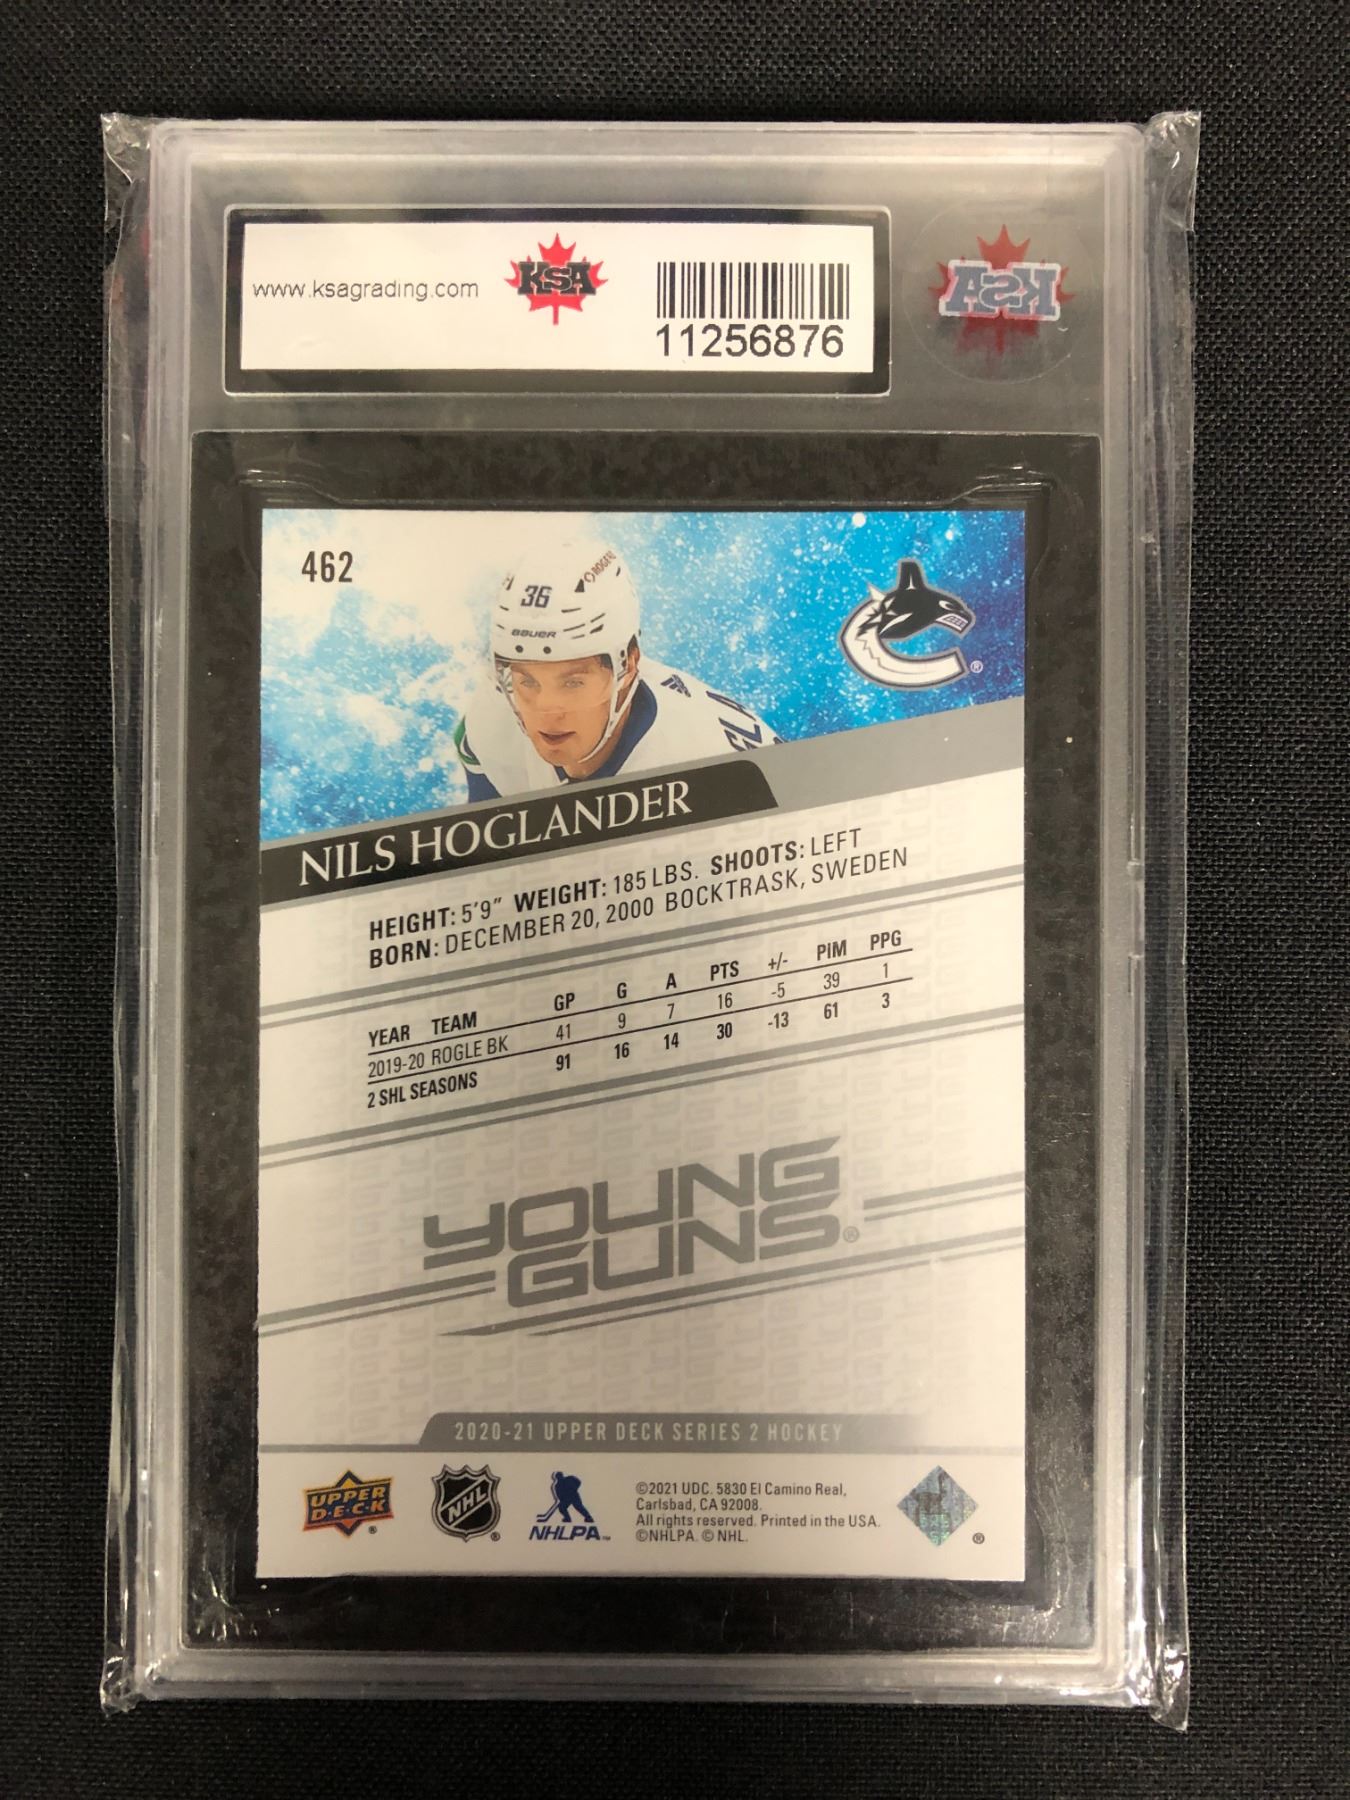 www.ksagrading.com
KSA
11256876
KSA
462
36
ROGERS
BAUER
NILS HOGLANDER
HEIGHT: 5'9" WEIGHT: 185 LBS. SHOOTS: LEFT
BORN: DECEMBER 20, 2000 BOCKTRASK, SWEDEN
YEAR TEAM GP G A PTS +/- PIM PPG
2019-20 ROGLE BK 41 9 7 16 -5 39 1
2 SHL SEASONS 91 16 14 30 -13 61 3
YOUNG
GUNS®
2020-21 UPPER DECK SERIES 2 HOCKEY
UPPER
D·E·C·K
NHL
NHLPA™
©2021 UDC. 5830 El Camino Real,
Carlsbad, CA 92008.
All rights reserved. Printed in the USA.
©NHLPA. © NHL.